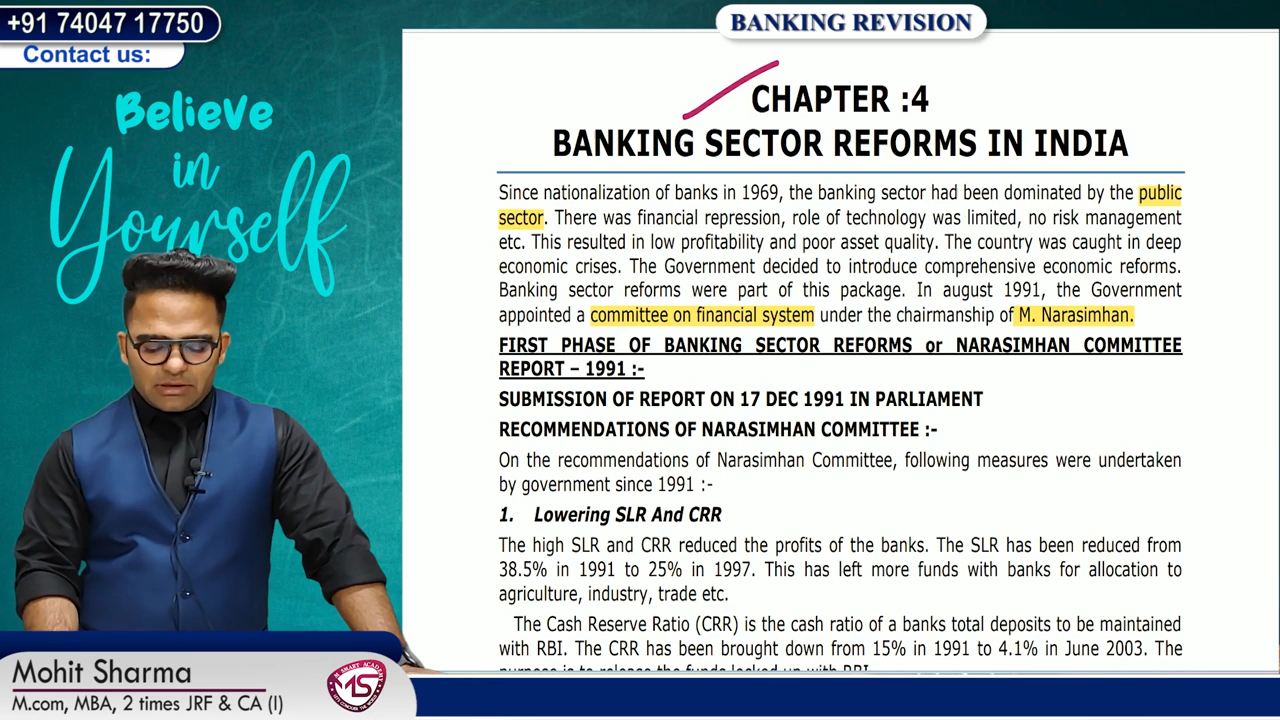 +91 74047 17750
Contact us:
BANKING REVISION
Believe
in
Yourself
CHAPTER :4
BANKING SECTOR REFORMS IN INDIA
Since nationalization of banks in 1969, the banking sector had been dominated by the public
sector. There was financial repression, role of technology was limited, no risk management
etc. This resulted in low profitability and poor asset quality. The country was caught in deep
economic crises. The Government decided to introduce comprehensive economic reforms.
Banking sector reforms were part of this package. In august 1991, the Government
appointed a committee on financial system under the chairmanship of M. Narasimhan.
FIRST PHASE OF BANKING SECTOR REFORMS or NARASIMHAN COMMITTEE
REPORT – 1991 :-
SUBMISSION OF REPORT ON 17 DEC 1991 IN PARLIAMENT
RECOMMENDATIONS OF NARASIMHAN COMMITTEE :-
On the recommendations of Narasimhan Committee, following measures were undertaken
by government since 1991 :-
1. Lowering SLR And CRR
The high SLR and CRR reduced the profits of the banks. The SLR has been reduced from
38.5% in 1991 to 25% in 1997. This has left more funds with banks for allocation to
agriculture, industry, trade etc.
The Cash Reserve Ratio (CRR) is the cash ratio of a banks total deposits to be maintained
with RBI. The CRR has been brought down from 15% in 1991 to 4.1% in June 2003. The
purpose is to release the funds locked up with RBI.
Mohit Sharma
M.com, MBA, 2 times JRF & CA (I)
MS